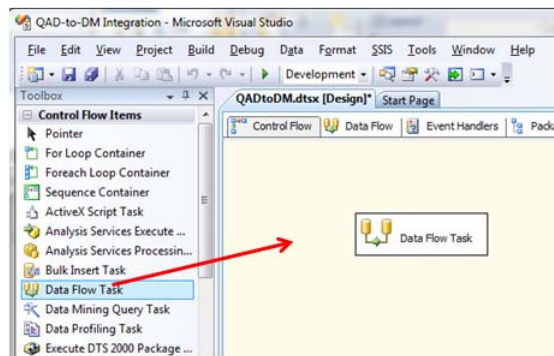 QAD-to-DM Integration - Microsoft Visual Studio
File Edit View Project Build Debug Data Format SSIS Tools Window Help
Development
Toolbox
QADtoDM.dtsx [Design]* Start Page
Control Flow Items
Control Flow Data Flow Event Handlers Packa
Pointer
For Loop Container
Foreach Loop Container
Sequence Container
ActiveX Script Task
Analysis Services Execute ...
Analysis Services Processin...
Bulk Insert Task
Data Flow Task
Data Flow Task
Data Mining Query Task
Data Profiling Task
Execute DTS 2000 Package ...